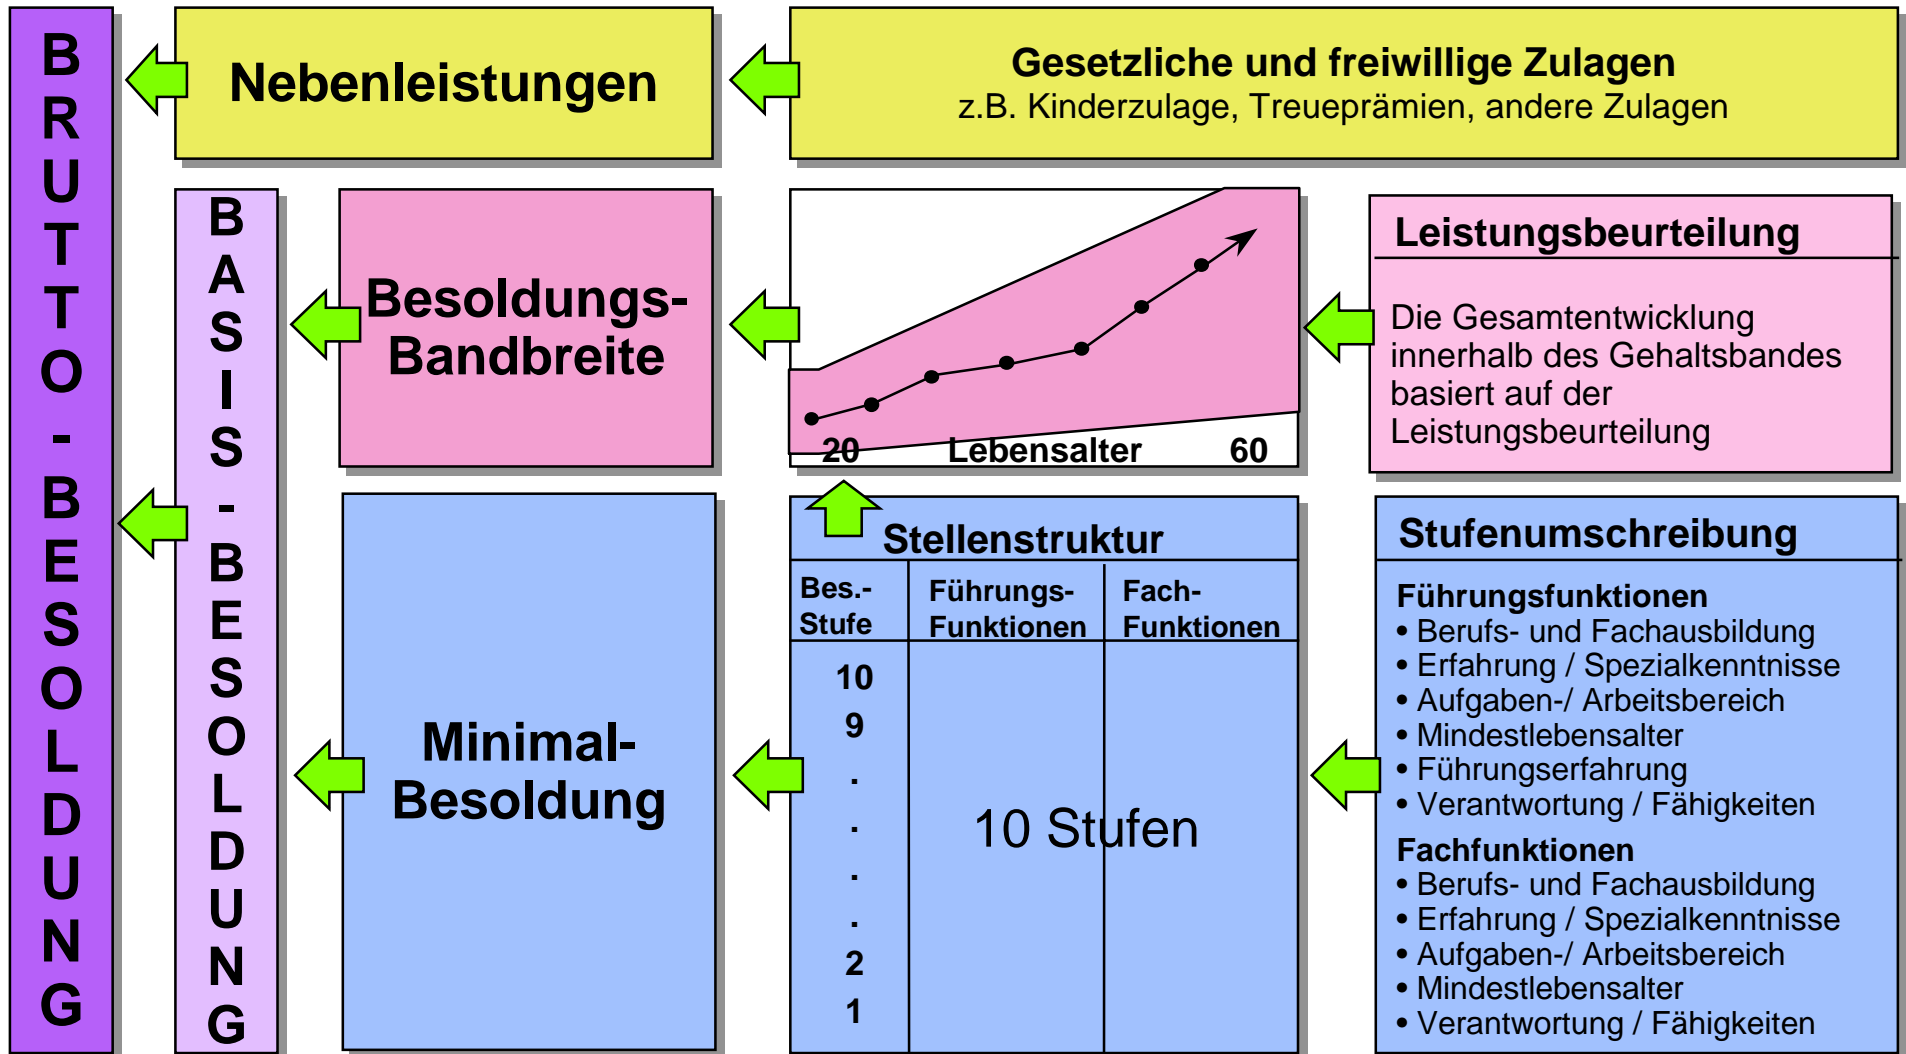 BRUTTO-BESOLDUNG
Nebenleistungen
Gesetzliche und freiwillige Zulagen
z.B. Kinderzulage, Treueprämien, andere Zulagen
BASIS-BESOLDUNG
Besoldungs-
Bandbreite
20 Lebensalter 60
Leistungsbeurteilung
Die Gesamtentwicklung
innerhalb des Gehaltsbandes
basiert auf der
Leistungsbeurteilung
Minimal-
Besoldung
Stellenstruktur
Bes.- Führungs- Fach-
Stufe Funktionen Funktionen
10
9
.
.
10 Stufen
.
.
2
1
Stufenumschreibung
Führungsfunktionen
• Berufs- und Fachausbildung
• Erfahrung / Spezialkenntnisse
• Aufgaben-/ Arbeitsbereich
• Mindestlebensalter
• Führungserfahrung
• Verantwortung / Fähigkeiten
Fachfunktionen
• Berufs- und Fachausbildung
• Erfahrung / Spezialkenntnisse
• Aufgaben-/ Arbeitsbereich
• Mindestlebensalter
• Verantwortung / Fähigkeiten